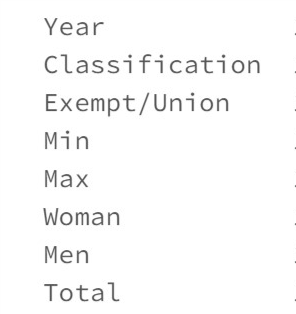 Year
Classification
Exempt/Union
Min
Max
Woman
Men
Total